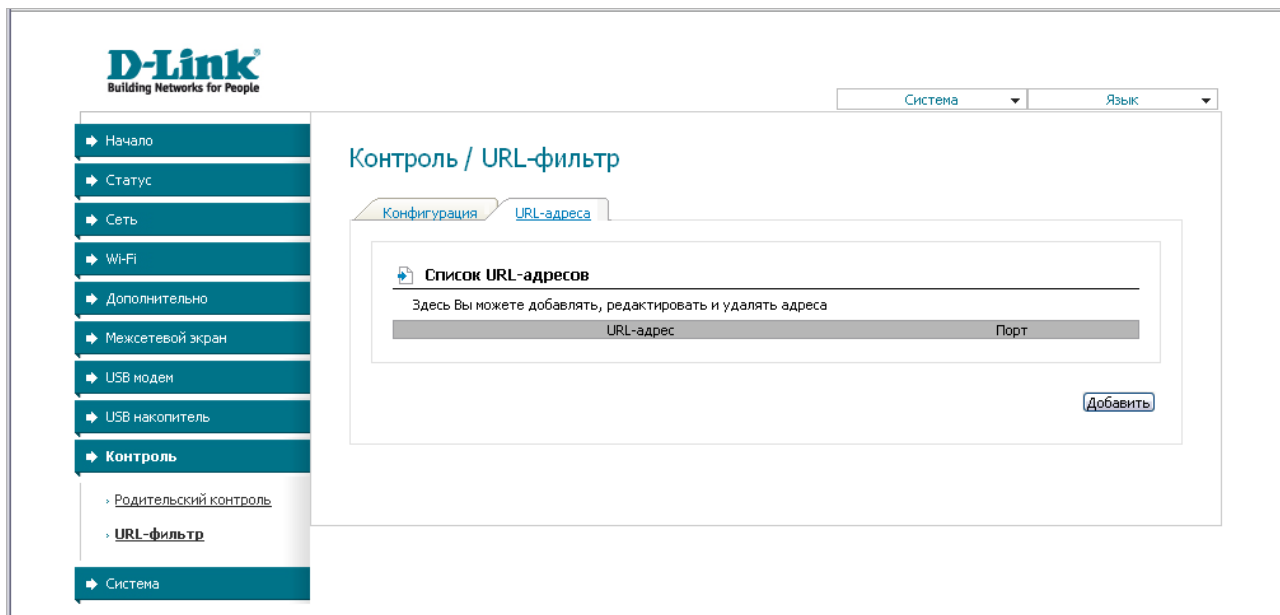 D-Link
Building Networks for People
Система Язык
Начало
Статус
Сеть
Wi-Fi
Дополнительно
Межсетевой экран
USB модем
USB накопитель
Контроль
Родительский контроль
URL-фильтр
Система
Контроль / URL-фильтр
Конфигурация URL-адреса
Список URL-адресов
Здесь Вы можете добавлять, редактировать и удалять адреса
URL-адрес Порт
Добавить